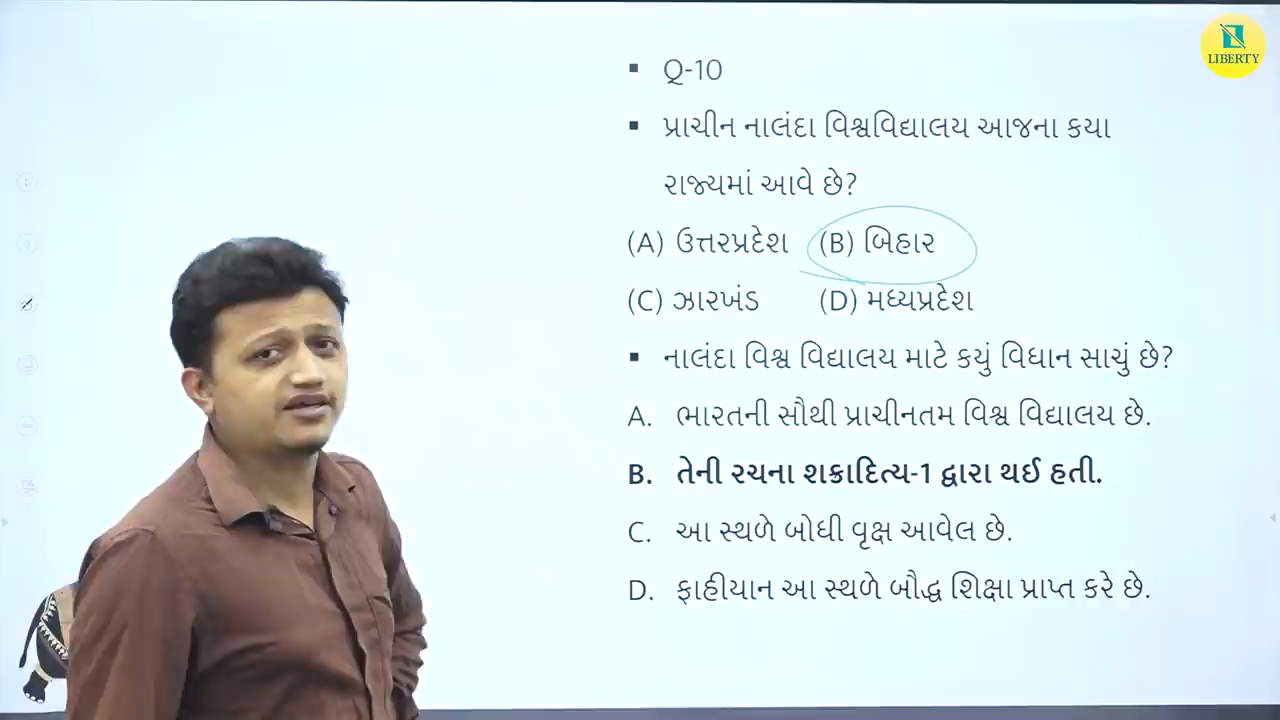 LIBERTY
▪ Q-10
▪ પ્રાચીન નાલંદા વિશ્વવિદ્યાલય આજના કયા
રાજ્યમાં આવે છે?
(A) ઉત્તરપ્રદેશ (B) બિહાર
(C) ઝારખંડ (D) મધ્યપ્રદેશ
▪ નાલંદા વિશ્વ વિદ્યાલય માટે કયું વિધાન સાચું છે?
A. ભારતની સૌથી પ્રાચીનતમ વિશ્વ વિદ્યાલય છે.
B. તેની રચના શક્રાદિત્ય-1 દ્વારા થઈ હતી.
C. આ સ્થળે બોધી વૃક્ષ આવેલ છે.
D. ફાહીયાન આ સ્થળે બૌદ્ધ શિક્ષા પ્રાપ્ત કરે છે.